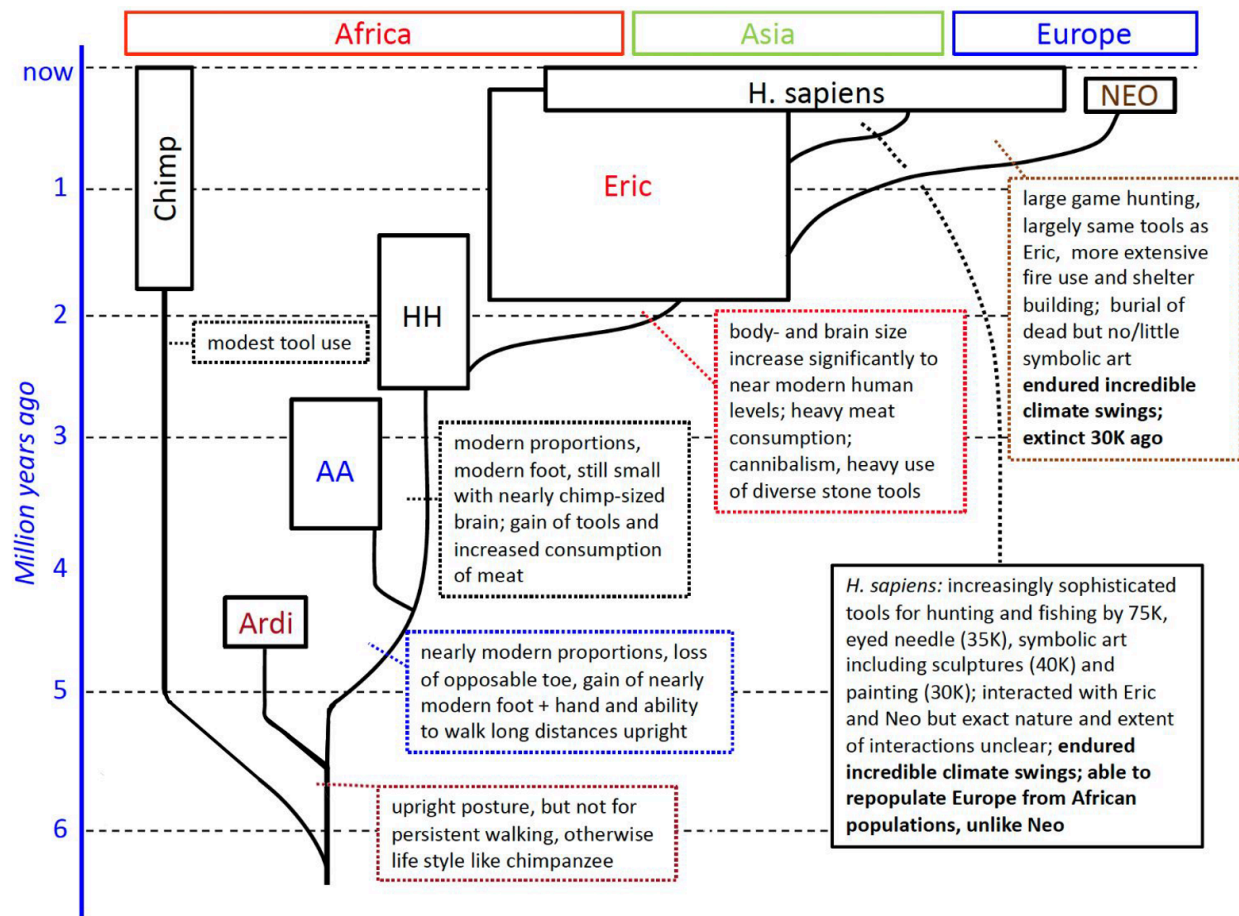 Africa
Asia
Europe
now
1
2
3
4
5
6
Million years ago
Chimp
H. sapiens
NEO
Eric
HH
AA
Ardi
modest tool use
large game hunting,
largely same tools as
Eric, more extensive
fire use and shelter
building; burial of
dead but no/little
symbolic art
endured incredible
climate swings;
extinct 30K ago
body- and brain size
increase significantly to
near modern human
levels; heavy meat
consumption;
cannibalism, heavy use
of diverse stone tools
modern proportions,
modern foot, still small
with nearly chimp-sized
brain; gain of tools and
increased consumption
of meat
nearly modern proportions, loss
of opposable toe, gain of nearly
modern foot + hand and ability
to walk long distances upright
upright posture, but not for
persistent walking, otherwise
life style like chimpanzee
H. sapiens: increasingly sophisticated
tools for hunting and fishing by 75K,
eyed needle (35K), symbolic art
including sculptures (40K) and
painting (30K); interacted with Eric
and Neo but exact nature and extent
of interactions unclear; endured
incredible climate swings; able to
repopulate Europe from African
populations, unlike Neo